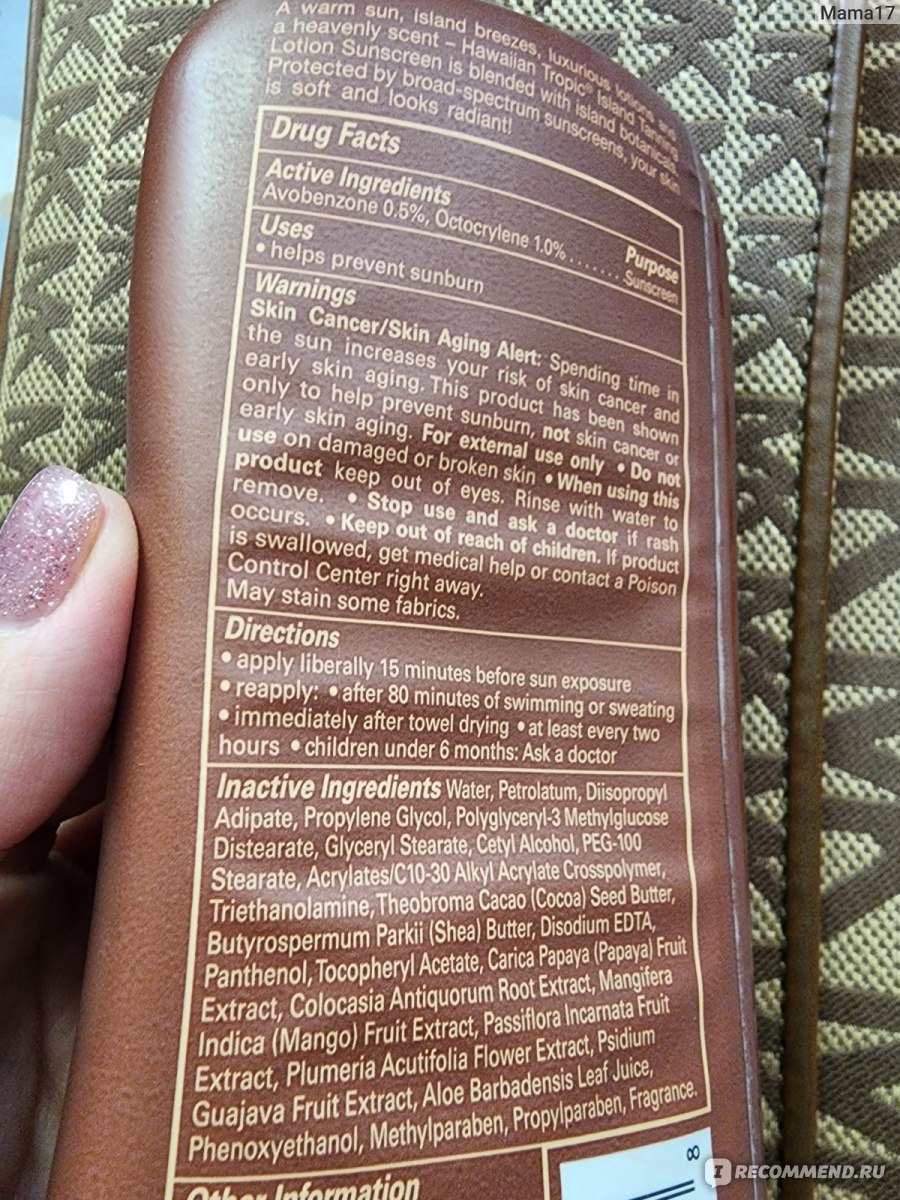 Mama17
A warm sun, island breezes, luxurious lotions and
a heavenly scent – Hawaiian Tropic® Island Tanning
Lotion Sunscreen is blended with island botanicals.
Protected by broad-spectrum sunscreens, your skin
is soft and looks radiant!
Drug Facts
Active Ingredients Purpose
Avobenzone 0.5%, Octocrylene 1.0%........Sunscreen
Uses
• helps prevent sunburn
Warnings
Skin Cancer/Skin Aging Alert: Spending time in
the sun increases your risk of skin cancer and
early skin aging. This product has been shown
only to help prevent sunburn, not skin cancer or
early skin aging. For external use only • Do not
use on damaged or broken skin • When using this
product keep out of eyes. Rinse with water to
remove. • Stop use and ask a doctor if rash
occurs. • Keep out of reach of children. If product
is swallowed, get medical help or contact a Poison
Control Center right away.
May stain some fabrics.
Directions
• apply liberally 15 minutes before sun exposure
• reapply: • after 80 minutes of swimming or sweating
• immediately after towel drying • at least every two
hours • children under 6 months: Ask a doctor
Inactive Ingredients Water, Petrolatum, Diisopropyl
Adipate, Propylene Glycol, Polyglyceryl-3 Methylglucose
Distearate, Glyceryl Stearate, Cetyl Alcohol, PEG-100
Stearate, Acrylates/C10-30 Alkyl Acrylate Crosspolymer,
Triethanolamine, Theobroma Cacao (Cocoa) Seed Butter,
Butyrospermum Parkii (Shea) Butter, Disodium EDTA,
Panthenol, Tocopheryl Acetate, Carica Papaya (Papaya) Fruit
Extract, Colocasia Antiquorum Root Extract, Mangifera
Indica (Mango) Fruit Extract, Passiflora Incarnata Fruit
Extract, Plumeria Acutifolia Flower Extract, Psidium
Guajava Fruit Extract, Aloe Barbadensis Leaf Juice,
Phenoxyethanol, Methylparaben, Propylparaben, Fragrance.
Other Information
8
IRECOMMEND.RU